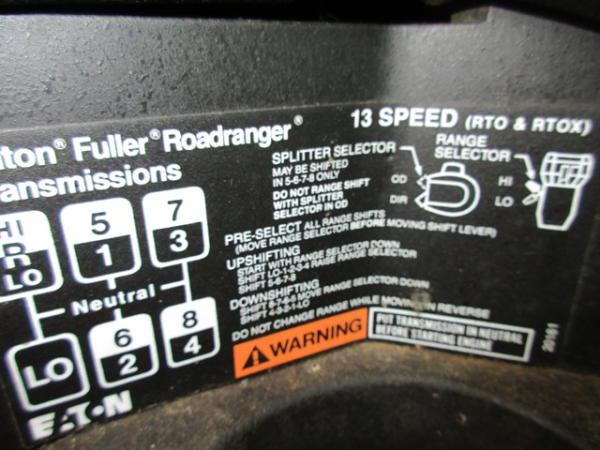 ton® Fuller® Roadranger®
ansmissions
13 SPEED (RTO & RTOX)
SPLITTER SELECTOR
MAY BE SHIFTED
IN 5-6-7-8 ONLY
DO NOT RANGE SHIFT
WITH SPLITTER
SELECTOR IN OD
OD
DIR
RANGE
SELECTOR
HI
LO
HI
R
R
LO
5
1
7
3
Neutral
LO
6
2
8
4
PRE-SELECT ALL RANGE SHIFTS
(MOVE RANGE SELECTOR BEFORE MOVING SHIFT LEVER)
UPSHIFTING
START WITH RANGE SELECTOR DOWN
SHIFT LO-1-2-3-4 RAISE RANGE SELECTOR
SHIFT 5-6-7-8
DOWNSHIFTING
SHIFT 8-7-6-5 MOVE RANGE SELECTOR DOWN
SHIFT 4-3-2-1-LO
DO NOT CHANGE RANGE WHILE MOVING IN REVERSE
WARNING
PUT TRANSMISSION IN NEUTRAL
BEFORE STARTING ENGINE
20161
EATON